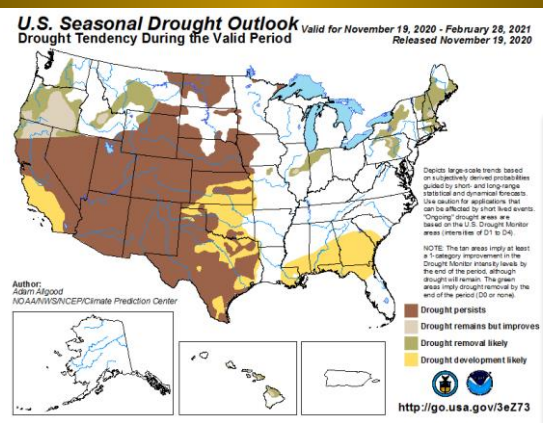 U.S. Seasonal Drought Outlook
Drought Tendency During the Valid Period
Valid for November 19, 2020 - February 28, 2021
Released November 19, 2020
Depicts large-scale trends based
on subjectively derived probabilities
guided by short- and long-range
statistical and dynamical forecasts.
Use caution for applications that
can be affected by short lived events.
"Ongoing" drought areas are
based on the U.S. Drought Monitor
areas (intensities of D1 to D4).
NOTE: The tan areas imply at least
a 1-category improvement in the
Drought Monitor intensity levels by
the end of the period, although
drought will remain. The green
areas imply drought removal by the
end of the period (D0 or none).
Author:
Adam Allgood
NOAA/NWS/NCEP/Climate Prediction Center
Drought persists
Drought remains but improves
Drought removal likely
Drought development likely
http://go.usa.gov/3eZ73